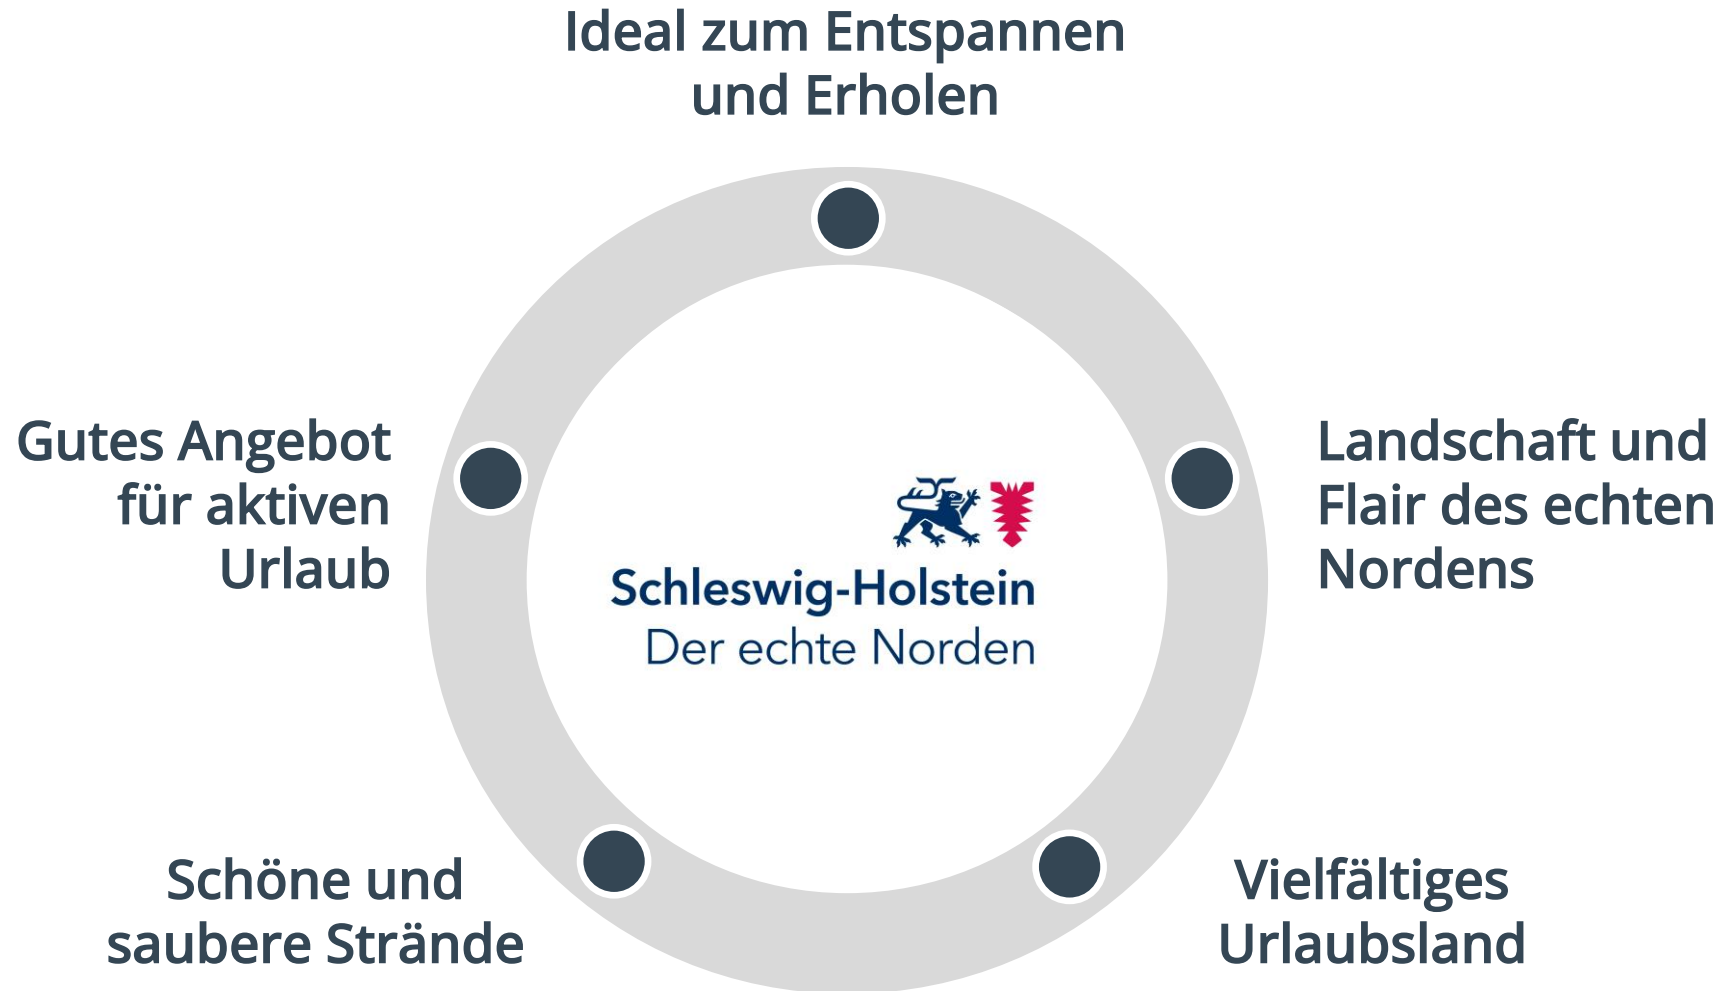 Ideal zum Entspannen
und Erholen
Gutes Angebot
für aktiven
Urlaub
Landschaft und
Flair des echten
Nordens
Schleswig-Holstein
Der echte Norden
Schöne und
saubere Strände
Vielfältiges
Urlaubsland